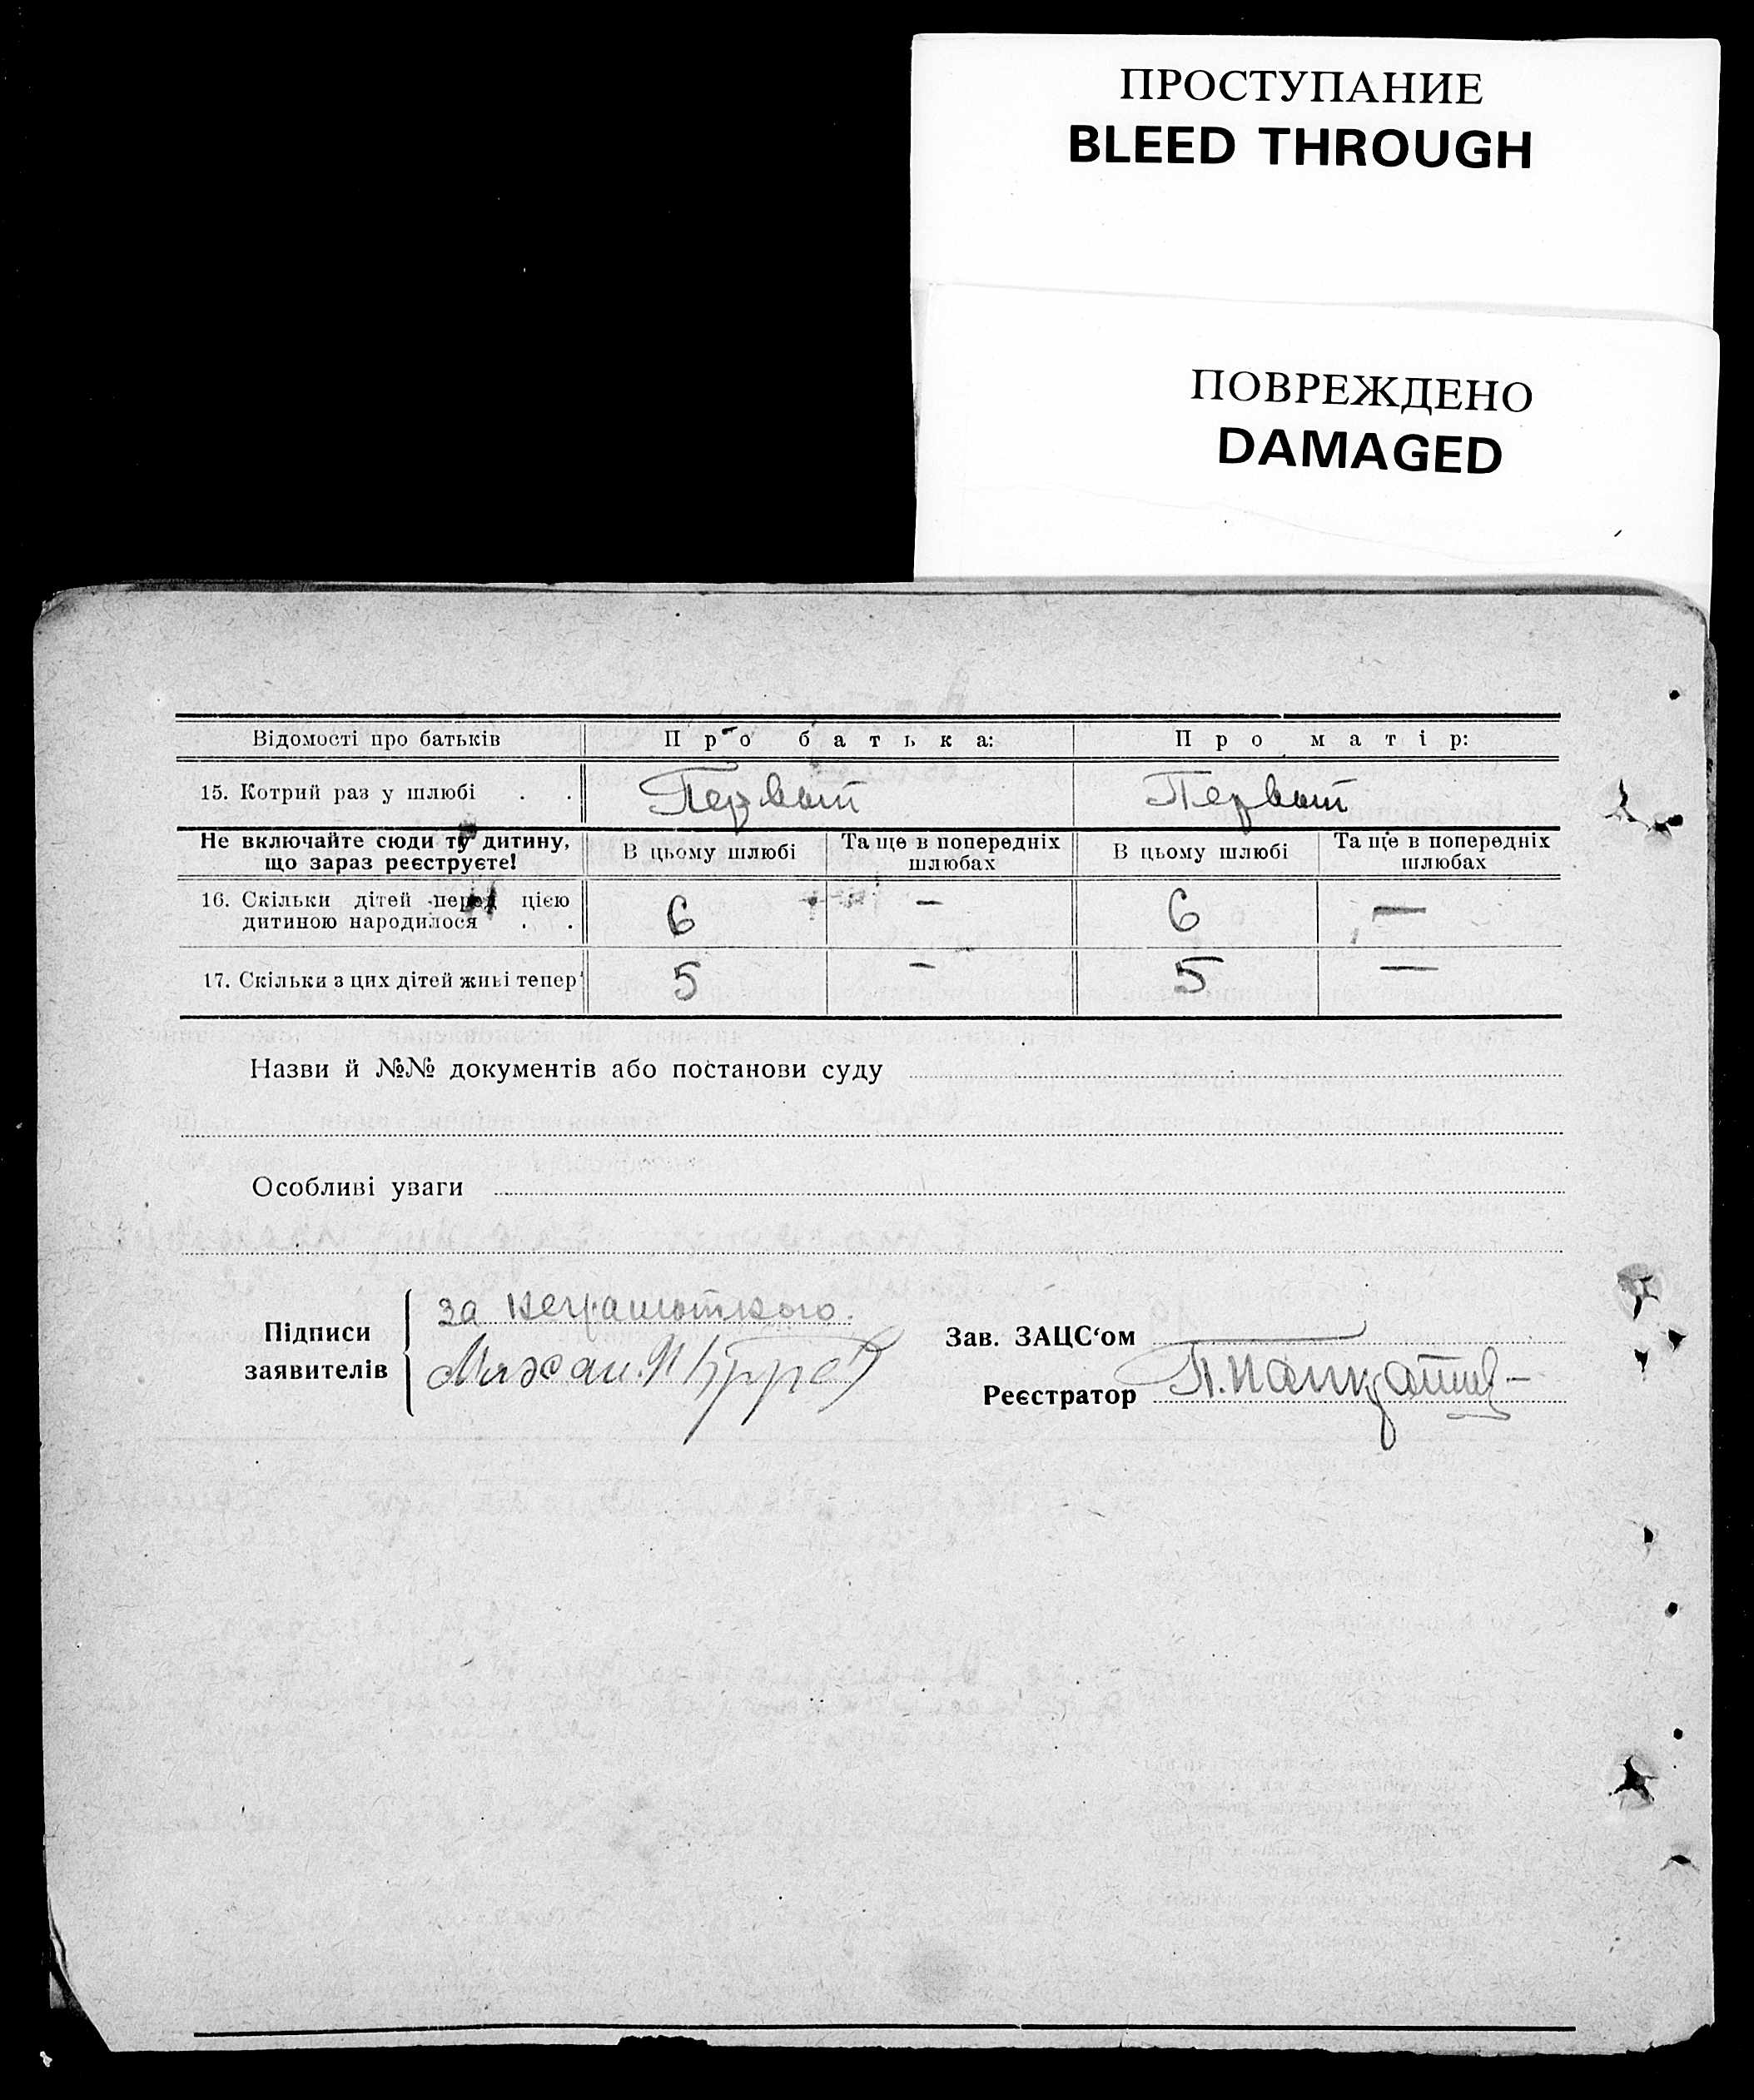 ПРОСТУПАНИЕ
BLEED THROUGH
ПОВРЕЖДЕНО
DAMAGED
Відомості про батьків Про батька: Про матір:
15. Котрий раз у шлюбі . . Первый Первый
Не включайте сюди ту дитину, що зараз реєструєте! В цьому шлюбі Та ще в попередніх шлюбах В цьому шлюбі Та ще в попередніх шлюбах
16. Скільки дітей перед цією дитиною народилося . . 6 – 6 —
17. Скільки з цих дітей живі тепер 5 – 5 —
Назви й №№ документів або постанови суду
Особливі уваги
Підписи заявителів
за неграмотного.
Зав. ЗАЦС‘ом
Реєстратор